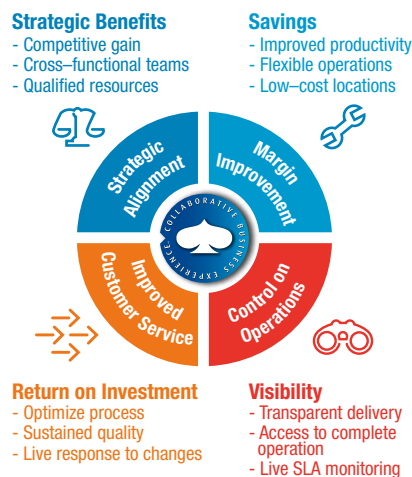 Strategic Benefits
- Competitive gain
- Cross–functional teams
- Qualified resources
Savings
- Improved productivity
- Flexible operations
- Low–cost locations
Strategic
Alignment
Margin
Improvement
COLLABORATIVE BUSINESS EXPERIENCE
Improved
Customer Service
Control on
Operations
Return on Investment
- Optimize process
- Sustained quality
- Live response to changes
Visibility
- Transparent delivery
- Access to complete
operation
- Live SLA monitoring